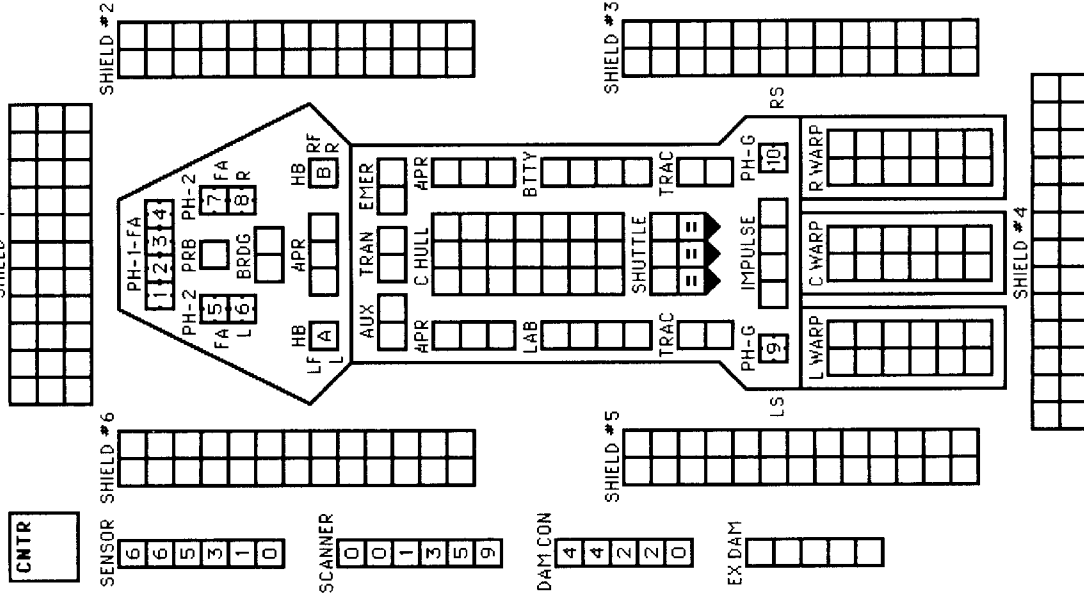 CNTR
SHIELD
SENSOR
6
6
5
3
1
0
SHIELD #6
SHIELD #2
PH-1-FA
1 2 3 4
PH-2 PRB PH-2
FA 5 7 FA
L 6 8 R
BRDG
HB APR HB
LF A B RF
L R
SCANNER
0
0
1
3
5
9
AUX TRAN EMER
APR C HULL APR
LAB BTTY
DAM CON
4
4
2
2
0
SHIELD #5
SHIELD #3
TRAC SHUTTLE TRAC
= = =
EX DAM
PH-G IMPULSE PH-G
9 10
LS RS
L WARP C WARP R WARP
SHIELD #4